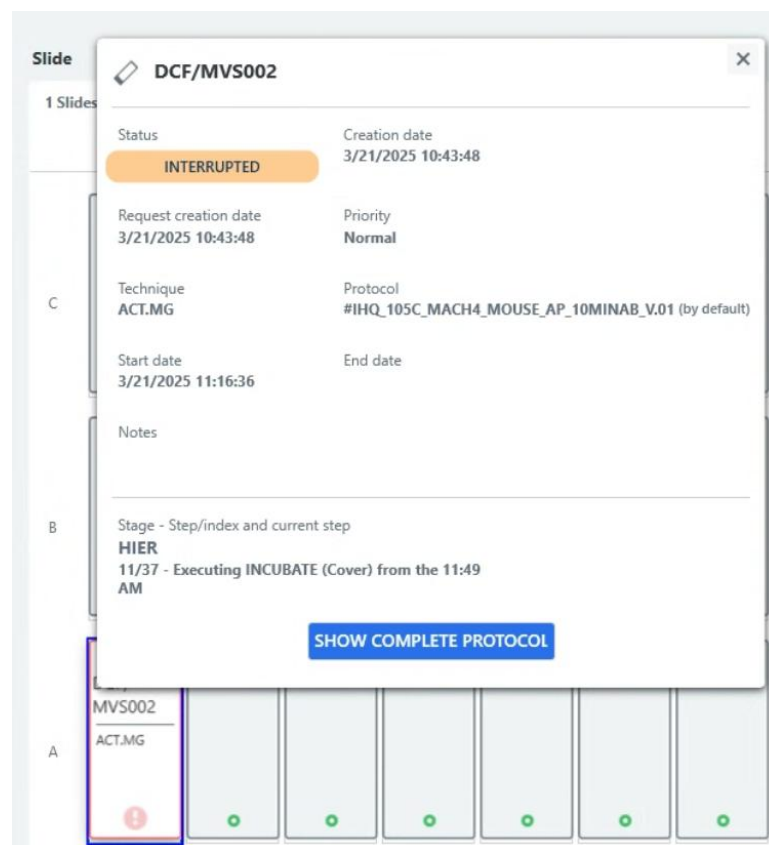 Slide
DCF/MVS002
1 Slides
Status
INTERRUPTED
Creation date
3/21/2025 10:43:48
Request creation date
3/21/2025 10:43:48
Priority
Normal
Technique
ACT.MG
Protocol
#IHQ_105C_MACH4_MOUSE_AP_10MINAB_V.01 (by default)
Start date
3/21/2025 11:16:36
End date
Notes
C
B
Stage - Step/index and current step
HIER
11/37 - Executing INCUBATE (Cover) from the 11:49
AM
SHOW COMPLETE PROTOCOL
A
MVS002
ACT.MG